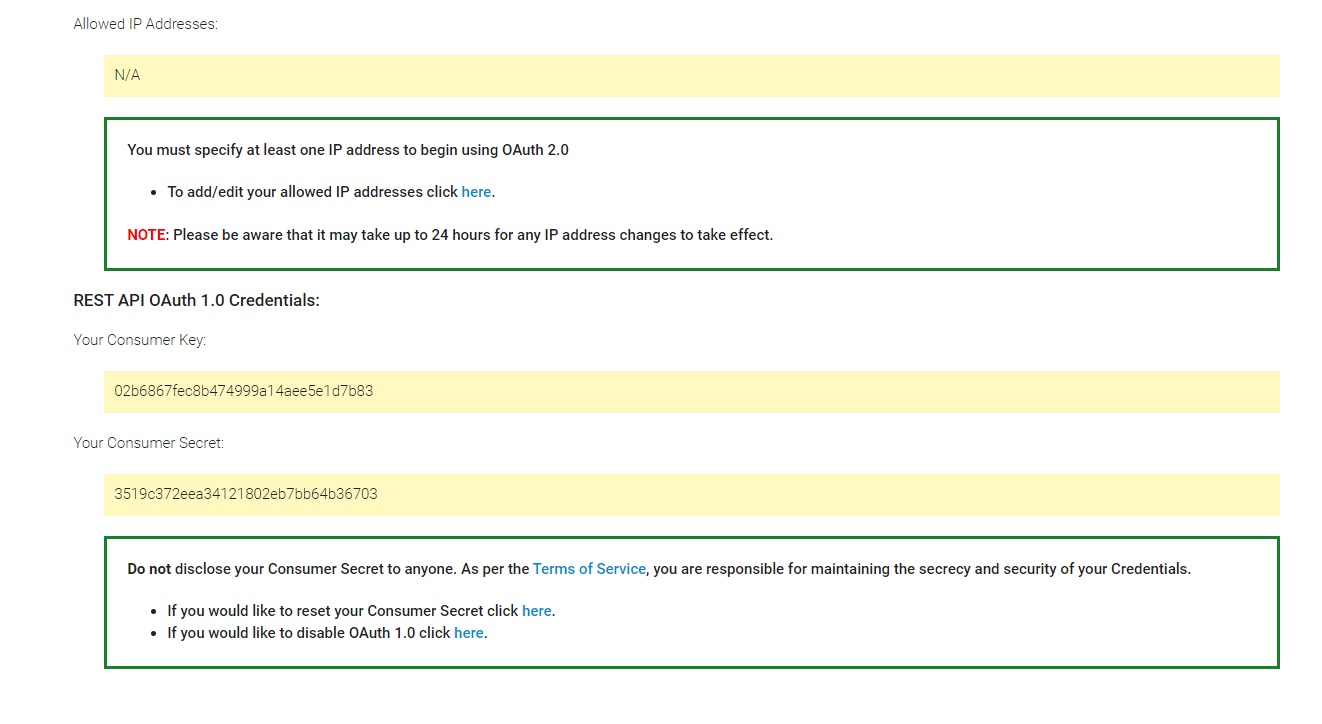 Allowed IP Addresses:
N/A
You must specify at least one IP address to begin using OAuth 2.0
• To add/edit your allowed IP addresses click here.
NOTE: Please be aware that it may take up to 24 hours for any IP address changes to take effect.
REST API OAuth 1.0 Credentials:
Your Consumer Key:
02b6867fec8b474999a14aee5e1d7b83
Your Consumer Secret:
3519c372eea34121802eb7bb64b36703
Do not disclose your Consumer Secret to anyone. As per the Terms of Service, you are responsible for maintaining the secrecy and security of your Credentials.
• If you would like to reset your Consumer Secret click here.
• If you would like to disable OAuth 1.0 click here.